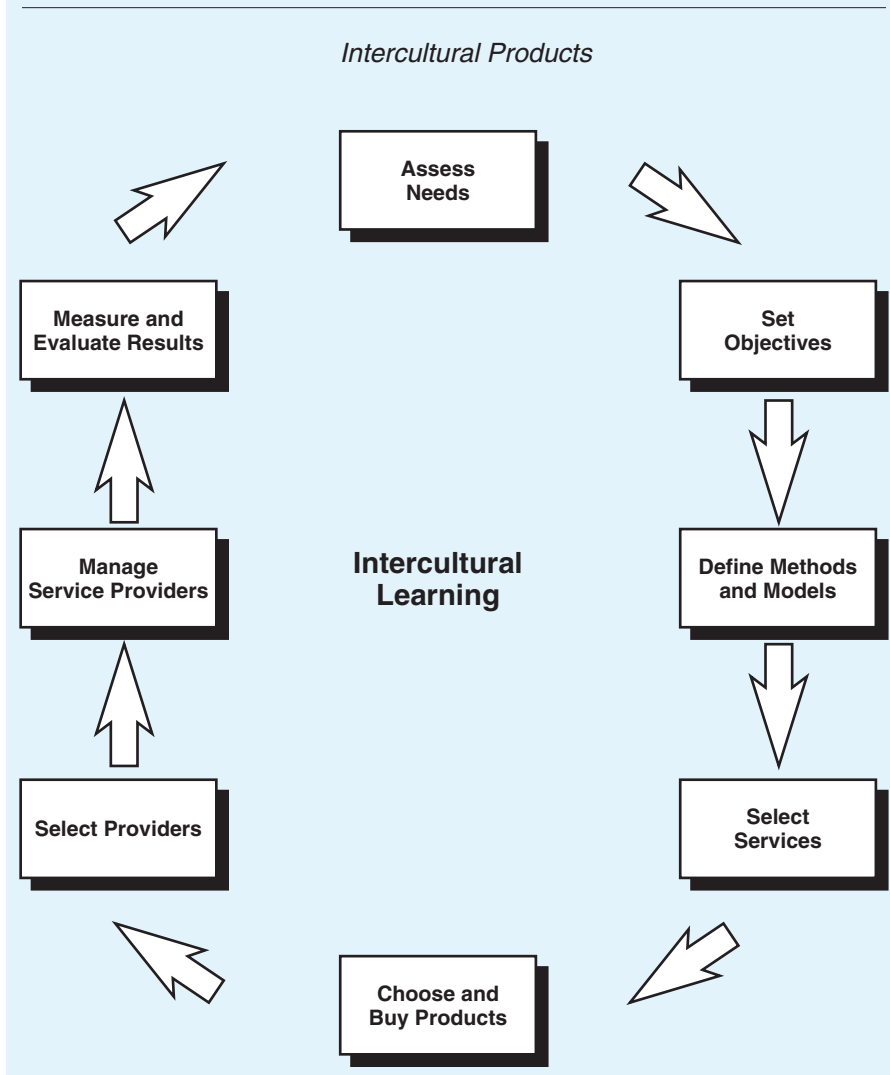 Intercultural Products
Assess
Needs
Set
Objectives
Define Methods
and Models
Select
Services
Choose and
Buy Products
Select Providers
Manage
Service Providers
Measure and
Evaluate Results
Intercultural
Learning